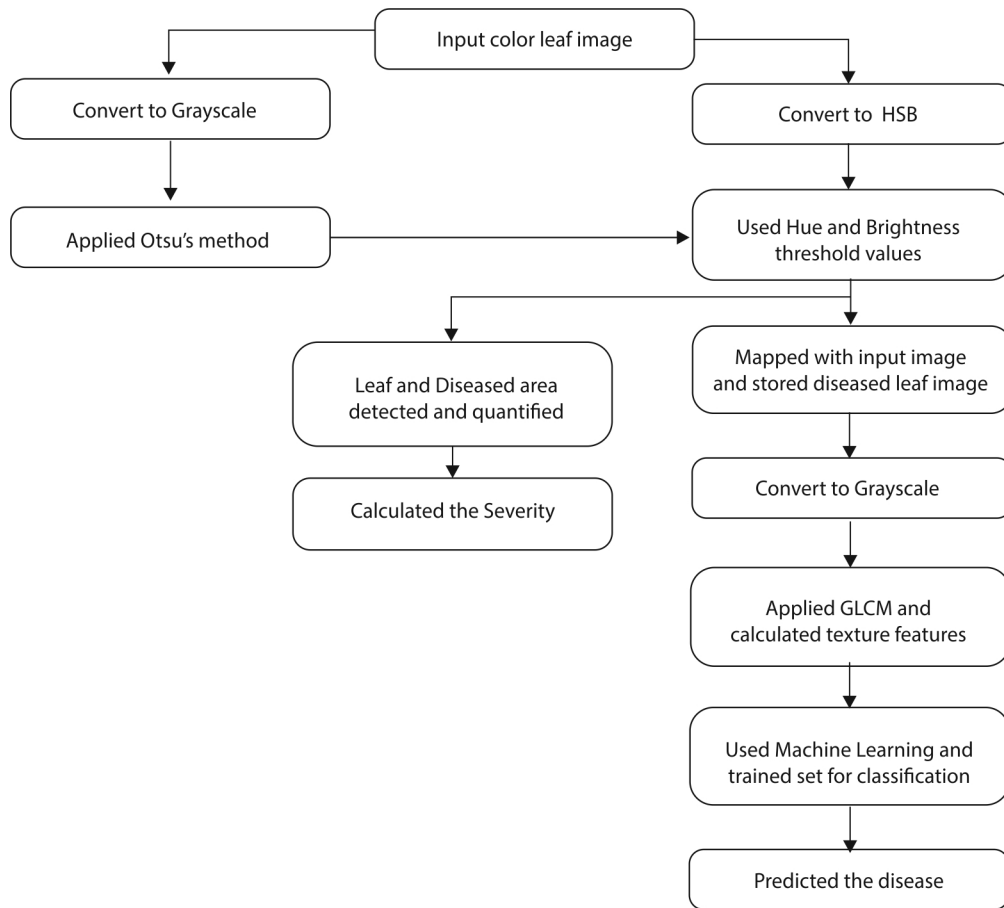 Input color leaf image
Convert to Grayscale
Convert to HSB
Applied Otsu’s method
Used Hue and Brightness
threshold values
Leaf and Diseased area
detected and quantified
Mapped with input image
and stored diseased leaf image
Calculated the Severity
Convert to Grayscale
Applied GLCM and
calculated texture features
Used Machine Learning and
trained set for classification
Predicted the disease